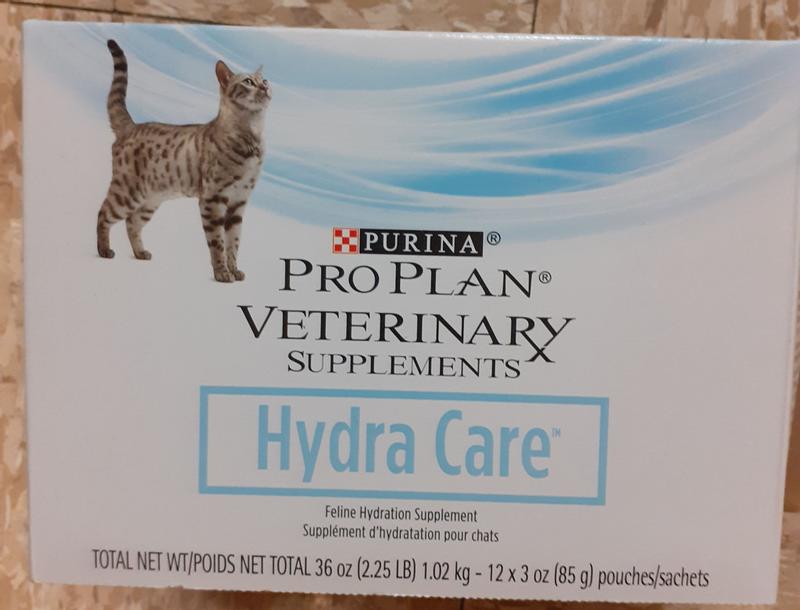 PURINA®
PRO PLAN®
VETERINARY
SUPPLEMENTS
Hydra Care™
Feline Hydration Supplement
Supplément d'hydratation pour chats
TOTAL NET WT/POIDS NET TOTAL 36 oz (2.25 LB) 1.02 kg - 12 x 3 oz (85 g) pouches/sachets